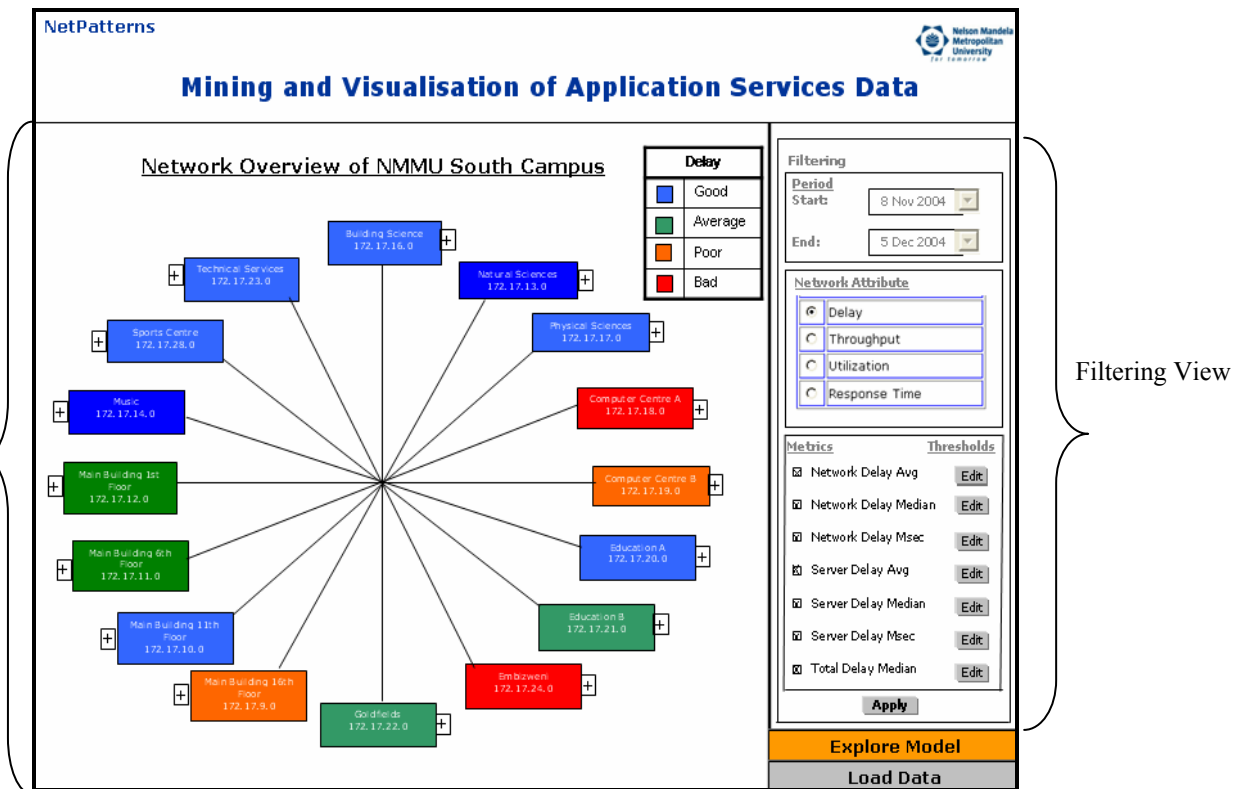 NetPatterns
Nelson Mandela
Metropolitan
University
for tomorrow
Mining and Visualisation of Application Services Data
Network Overview of NMMU South Campus
Delay
Good
Average
Poor
Bad
Building Science
172.17.16.0
+
Technical Services
172.17.23.0
+
Natural Sciences
172.17.13.0
+
Sports Centre
172.17.28.0
+
Physical Sciences
172.17.17.0
+
Music
172.17.14.0
+
Computer Centre A
172.17.18.0
+
Main Building 1st
Floor
172.17.12.0
+
Computer Centre B
172.17.19.0
+
Main Building 6th
Floor
172.17.11.0
+
Education A
172.17.20.0
+
Main Building 11th
Floor
172.17.10.0
+
Education B
172.17.21.0
+
Main Building 16th
Floor
172.17.9.0
+
Embizweni
172.17.24.0
+
Goldfields
172.17.22.0
+
Filtering
Period
Start:
8 Nov 2004
End:
5 Dec 2004
Network Attribute
Delay
Throughput
Utilization
Response Time
Metrics Thresholds
Network Delay Avg Edit
Network Delay Median Edit
Network Delay Msec Edit
Server Delay Avg Edit
Server Delay Median Edit
Server Delay Msec Edit
Total Delay Median Edit
Apply
Explore Model
Load Data
Filtering View